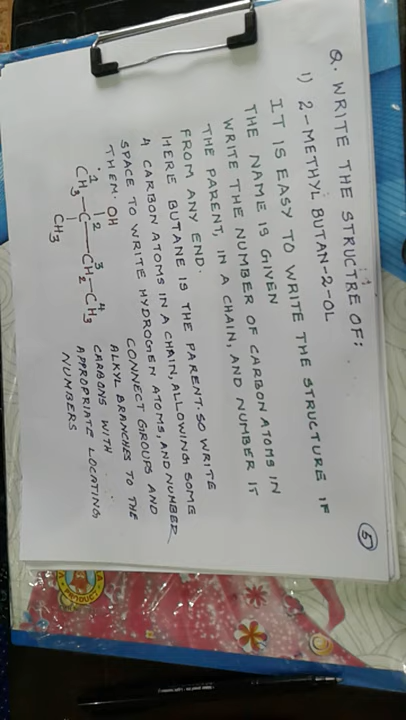 5
Q. WRITE THE STRUCTRE OF:
1) 2-METHYL BUTAN-2-OL
IT IS EASY TO WRITE THE STRUCTURE IF
THE NAME IS GIVEN
WRITE THE NUMBER OF CARBON ATOMS IN
THE PARENT, IN A CHAIN, AND NUMBER IT
FROM ANY END.
HERE BUTANE IS THE PARENT. SO WRITE
4 CARBON ATOMS IN A CHAIN, ALLOWING SOME
SPACE TO WRITE HYDROGEN ATOMS, AND NUMBER
THEM. CONNECT GROUPS AND
ALKYL BRANCHES TO THE
CARBONS WITH
APPROPRIATE LOCATING
NUMBERS
OH
1 2 3 4
CH3-C-CH2-CH3
CH3
PRODUCT